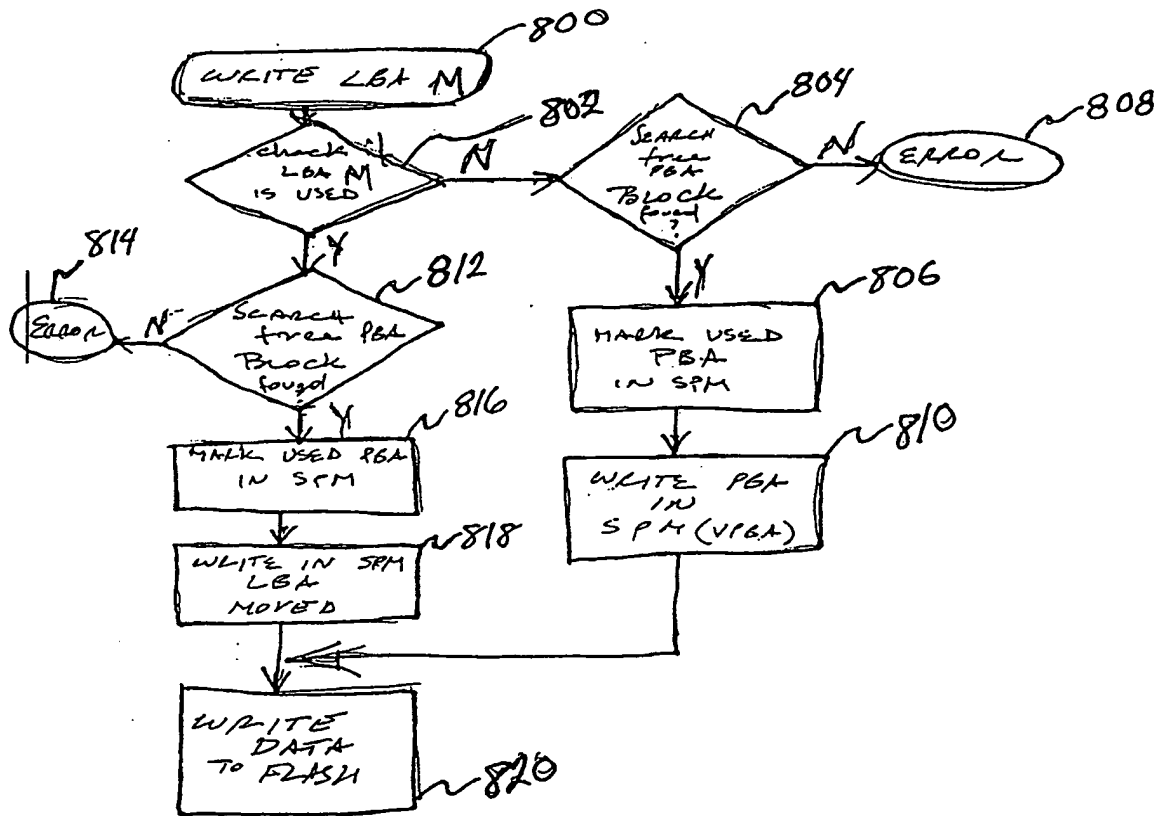 800
WRITE LBA M
802
check
LBA M
IS USED
N
Y
804
SEARCH
free
PBA
BLOCK
found
?
N
Y
808
ERROR
814
ERROR
N
812
SEARCH
free PBA
BLOCK
found
Y
806
MARK USED
PBA
IN SPM
816
MARK USED PBA
IN SPM
810
WRITE PBA
IN
SPM (VPBA)
818
WRITE IN SPM
LBA
MOVED
WRITE
DATA
TO FLASH
820